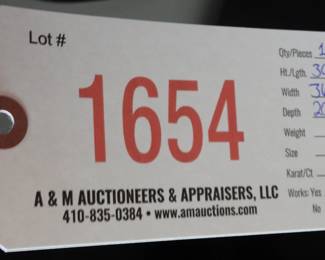 Lot #
1654
A & M AUCTIONEERS & APPRAISERS, LLC
410-835-0384 • www.amauctions.com
Qty/Pieces 1
Ht./Lgth.
Width
Depth
Weight
Size
Karat/Ct.
Works: Yes
No